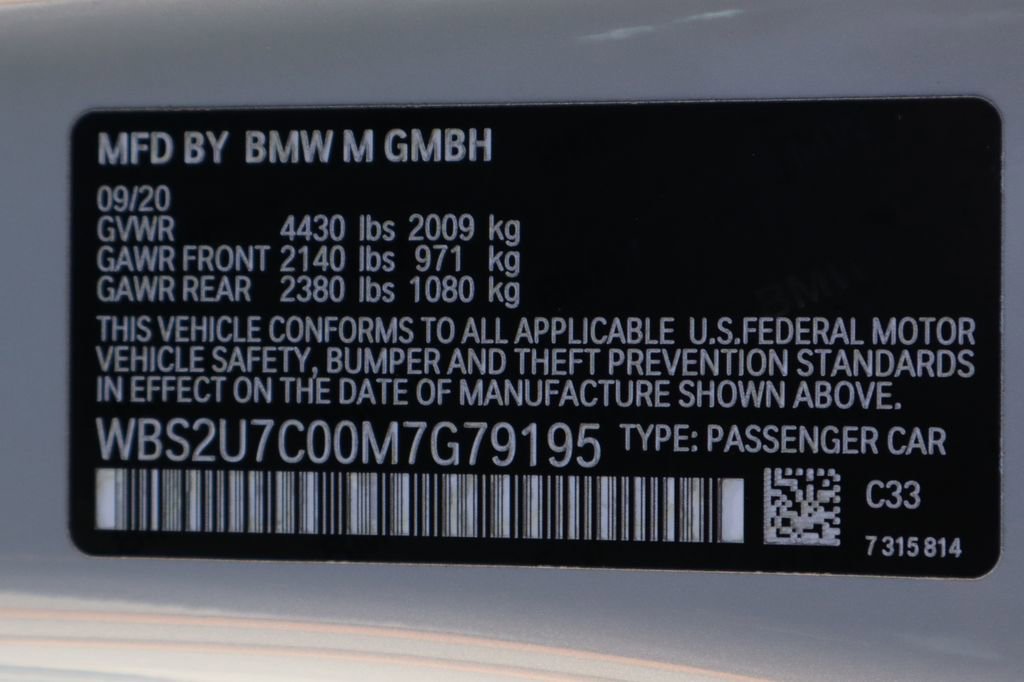 MFD BY BMW M GMBH
09/20
GVWR 4430 lbs 2009 kg
GAWR FRONT 2140 lbs 971 kg
GAWR REAR 2380 lbs 1080 kg
THIS VEHICLE CONFORMS TO ALL APPLICABLE U.S.FEDERAL MOTOR
VEHICLE SAFETY, BUMPER AND THEFT PREVENTION STANDARDS
IN EFFECT ON THE DATE OF MANUFACTURE SHOWN ABOVE.
WBS2U7C00M7G79195 TYPE: PASSENGER CAR
C33
7 315 814